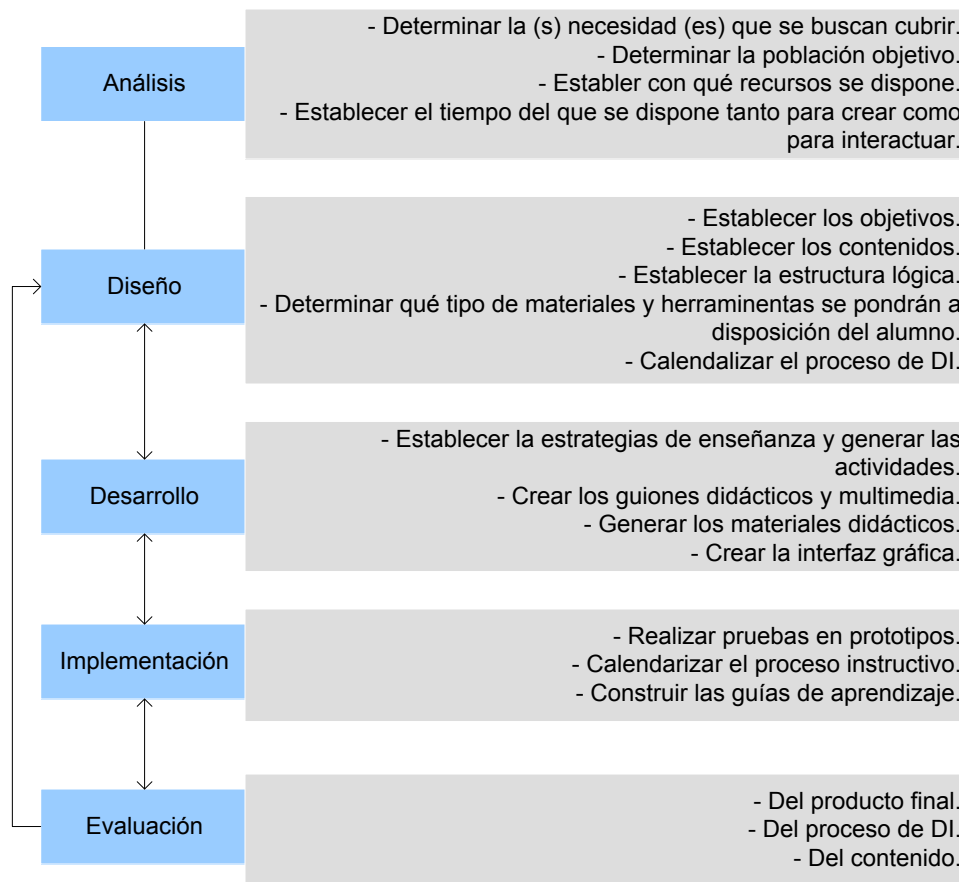 Análisis
- Determinar la (s) necesidad (es) que se buscan cubrir.
- Determinar la población objetivo.
- Establer con qué recursos se dispone.
- Establecer el tiempo del que se dispone tanto para crear como
para interactuar.
Diseño
- Establecer los objetivos.
- Establecer los contenidos.
- Establecer la estructura lógica.
- Determinar qué tipo de materiales y herraminentas se pondrán a
disposición del alumno.
- Calendalizar el proceso de DI.
Desarrollo
- Establecer la estrategias de enseñanza y generar las
actividades.
- Crear los guiones didácticos y multimedia.
- Generar los materiales didácticos.
- Crear la interfaz gráfica.
Implementación
- Realizar pruebas en prototipos.
- Calendarizar el proceso instructivo.
- Construir las guías de aprendizaje.
Evaluación
- Del producto final.
- Del proceso de DI.
- Del contenido.